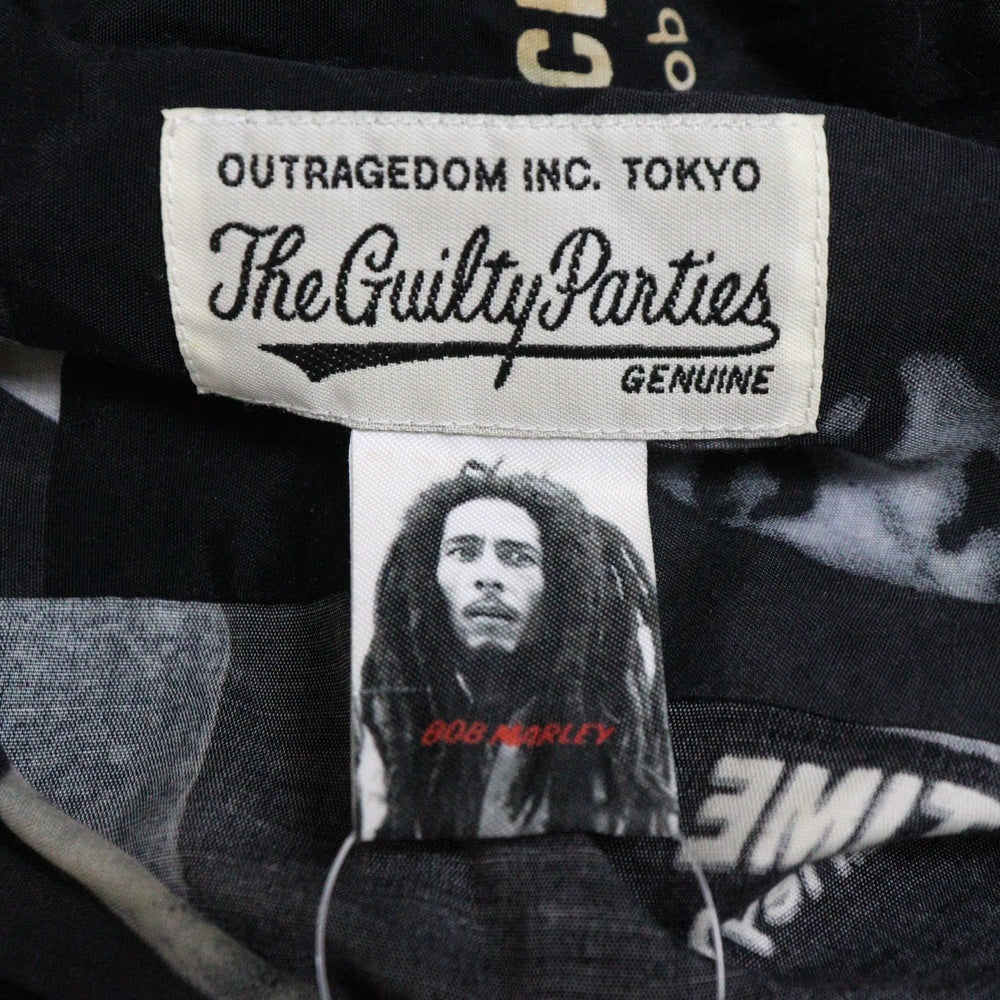 OUTRAGEDOM INC. TOKYO
The Guilty Parties
GENUINE
BOB MARLEY